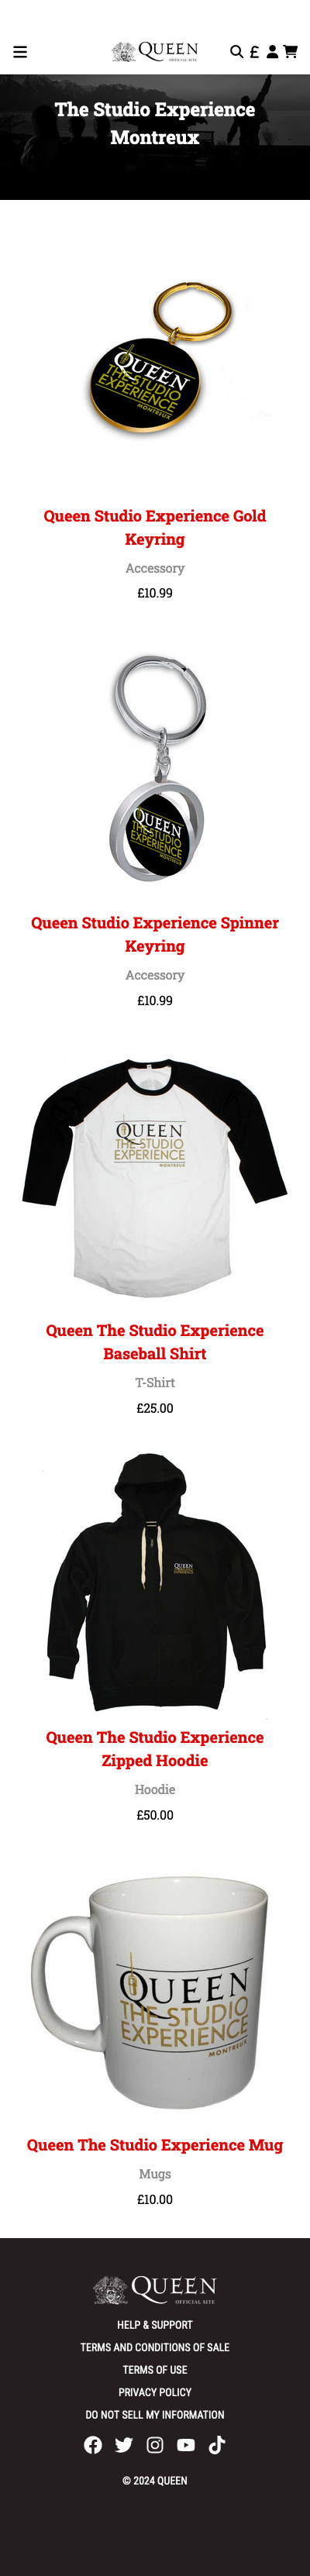 QUEEN
OFFICIAL SITE
£
The Studio Experience
Montreux
QUEEN
THE STUDIO
EXPERIENCE
MONTREUX
Queen Studio Experience Gold
Keyring
Accessory
£10.99
QUEEN
THE STUDIO
EXPERIENCE
Queen Studio Experience Spinner
Keyring
Accessory
£10.99
QUEEN
THE STUDIO
EXPERIENCE
MONTREUX
Queen The Studio Experience
Baseball Shirt
T-Shirt
£25.00
QUEEN
THE STUDIO
EXPERIENCE
Queen The Studio Experience
Zipped Hoodie
Hoodie
£50.00
QUEEN
THE STUDIO
EXPERIENCE
MONTREUX
Queen The Studio Experience Mug
Mugs
£10.00
QUEEN
OFFICIAL SITE
HELP & SUPPORT
TERMS AND CONDITIONS OF SALE
TERMS OF USE
PRIVACY POLICY
DO NOT SELL MY INFORMATION
© 2024 QUEEN